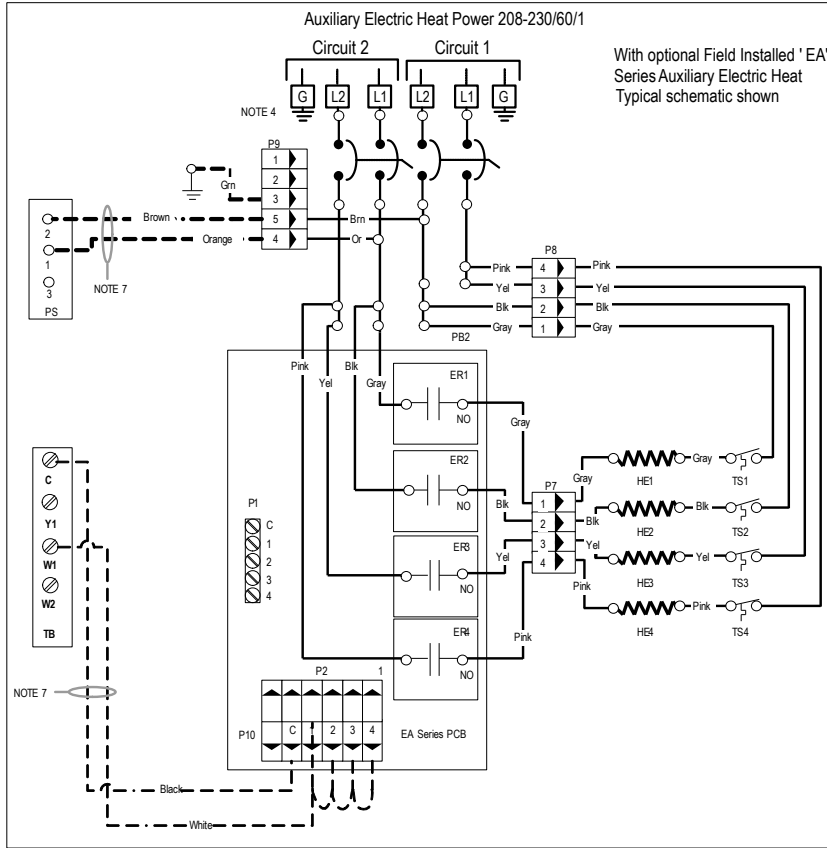 Auxiliary Electric Heat Power 208-230/60/1
Circuit 2
Circuit 1
With optional Field Installed ' EA'
Series Auxiliary Electric Heat
Typical schematic shown
G
L2
L1
L2
L1
G
NOTE 4
P9
1
2
3
5
4
Grn
Brown
Brn
Orange
Or
2
1
3
PS
NOTE 7
P8
Pink
4
Pink
Yel
3
Yel
Blk
2
Blk
Gray
1
Gray
PB2
Pink
Yel
Blk
Gray
ER1
NO
Gray
ER2
NO
Blk
ER3
NO
Yel
ER4
NO
Pink
P7
1
2
3
4
Gray
Blk
Yel
Pink
HE1
Gray
TS1
HE2
Blk
TS2
HE3
Yel
TS3
HE4
Pink
TS4
C
Y1
W1
W2
TB
NOTE 7
P1
C
1
2
3
4
P2
1
P10
C
1
2
3
4
EA Series PCB
Black
White